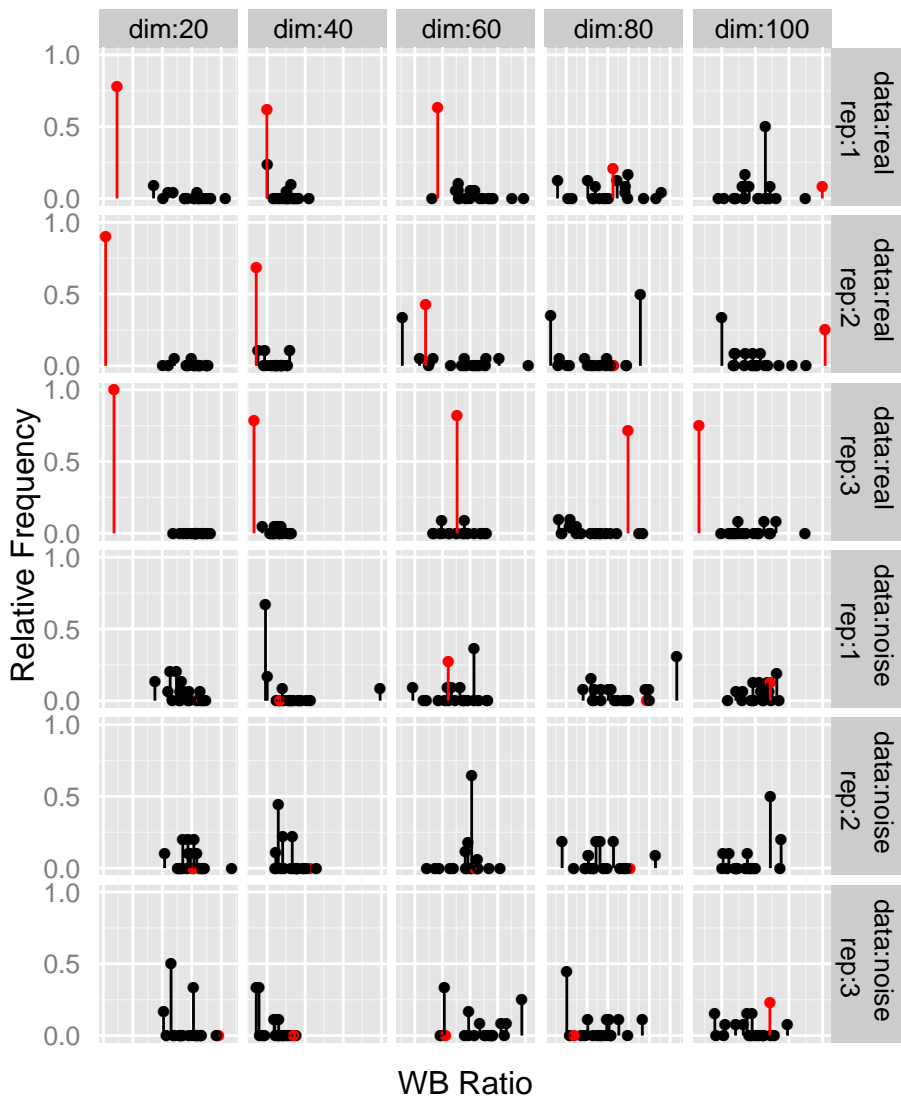 dim:20 dim:40 dim:60 dim:80 dim:100
1.0
0.5
0.0
data:real
rep:1
1.0
0.5
0.0
data:real
rep:2
1.0
0.5
0.0
data:real
rep:3
1.0
0.5
0.0
data:noise
rep:1
1.0
0.5
0.0
data:noise
rep:2
1.0
0.5
0.0
data:noise
rep:3
Relative Frequency
WB Ratio